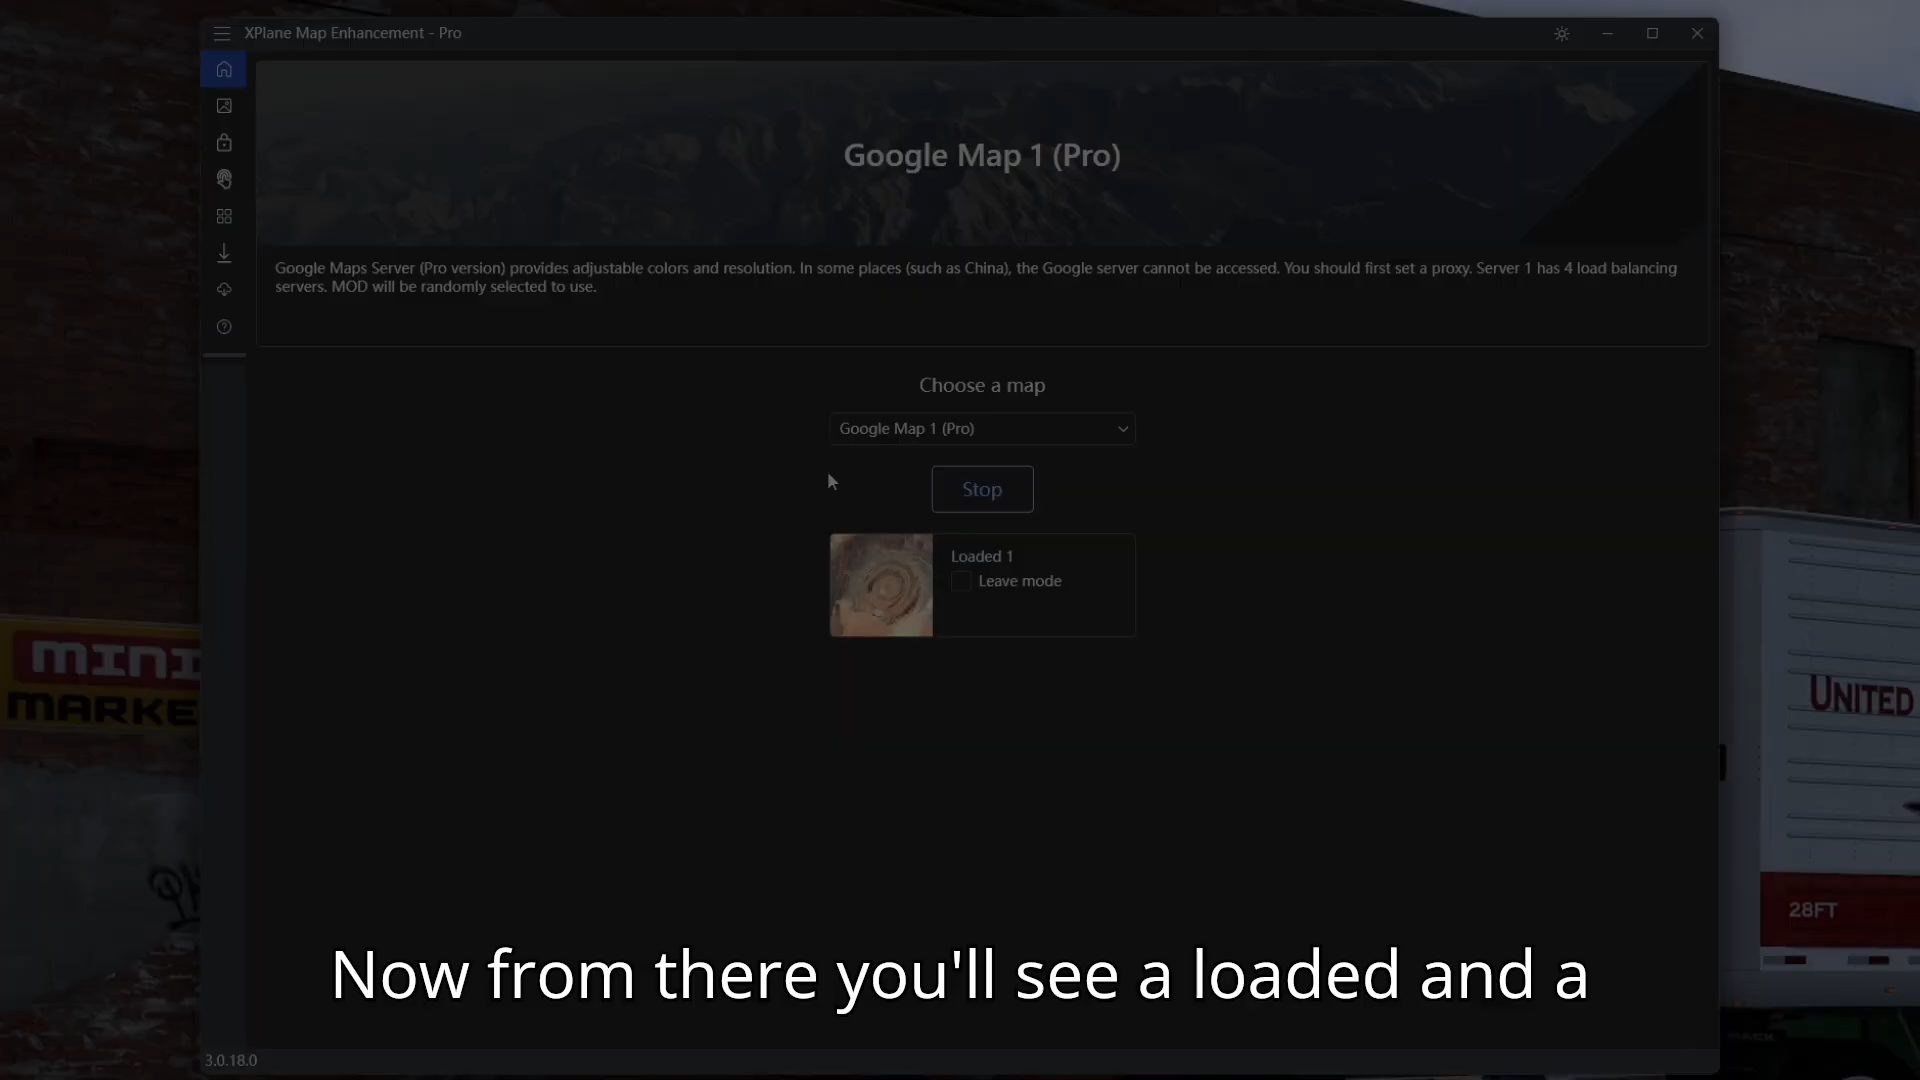 XPlane Map Enhancement - Pro
Google Map 1 (Pro)
Google Maps Server (Pro version) provides adjustable colors and resolution. In some places (such as China), the Google server cannot be accessed. You should first set a proxy. Server 1 has 4 load balancing
servers. MOD will be randomly selected to use.
Choose a map
Google Map 1 (Pro)
Stop
Loaded 1
Leave mode
MINI
MARKE
UNITED
28FT
Now from there you'll see a loaded and a
3.0.18.0